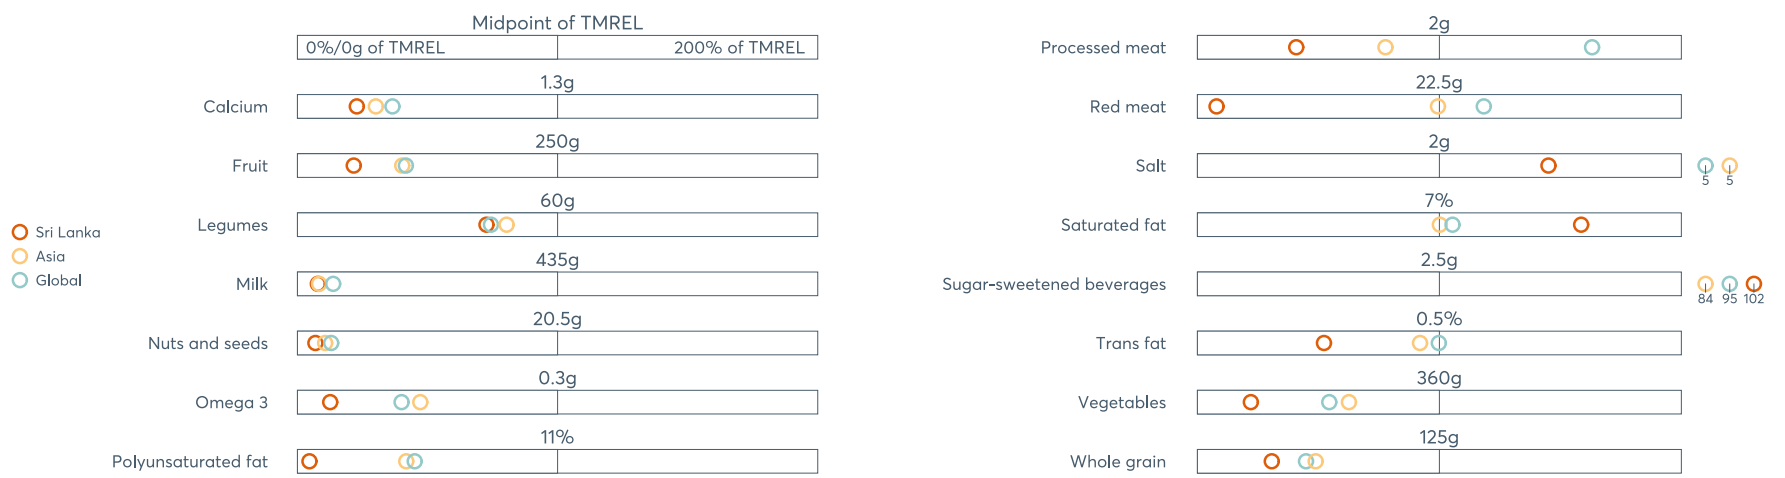 Midpoint of TMREL
0%/0g of TMREL 200% of TMREL
1.3g
Calcium
250g
Fruit
60g
Legumes
435g
Milk
20.5g
Nuts and seeds
0.3g
Omega 3
11%
Polyunsaturated fat
Sri Lanka
Asia
Global
2g
Processed meat
22.5g
Red meat
2g
Salt
5 5
7%
Saturated fat
2.5g
Sugar-sweetened beverages
84 95 102
0.5%
Trans fat
360g
Vegetables
125g
Whole grain